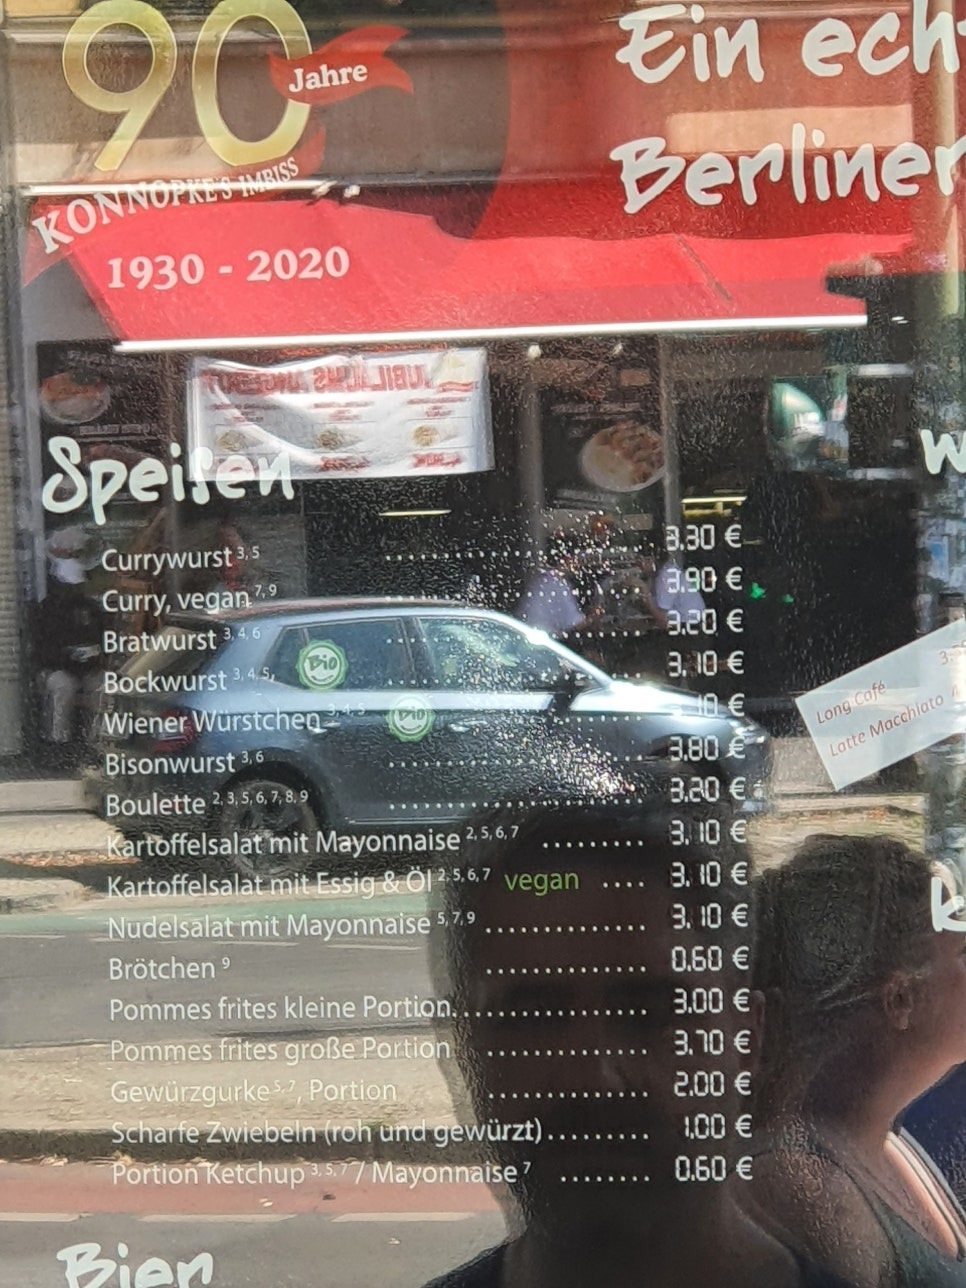 90
Jahre
KONNOPKE'S IMBISS
1930 - 2020
Ein ech
Berliner
JUBILÄUMSANGEBOT
Speisen
Currywurst 3, 5 .......................... 3.30 €
Curry, vegan 7, 9 .......................... 3.90 €
Bratwurst 3, 4, 6 .......................... 3.20 €
Bio
Bockwurst 3, 4, 5, .......................... 3.10 €
Wiener Würstchen 3, 4, 5 Bio .......................... 3.10 €
Bisonwurst 3, 6 .......................... 3.80 €
Boulette 2, 3, 5, 6, 7, 8, 9 .......................... 3.20 €
Kartoffelsalat mit Mayonnaise 2, 5, 6, 7 ......... 3.10 €
Kartoffelsalat mit Essig & Öl 2, 5, 6, 7 vegan .... 3.10 €
Nudelsalat mit Mayonnaise 5, 7, 9 .............. 3.10 €
Brötchen 9 .............. 0.60 €
Pommes frites kleine Portion ................. 3.00 €
Pommes frites große Portion .............. 3.70 €
Gewürzgurke 5, 7, Portion .............. 2.00 €
Scharfe Zwiebeln (roh und gewürzt) ......... 1.00 €
Portion Ketchup 3, 5, 7 / Mayonnaise 7 ........ 0.60 €
Long Café
Latte Macchiato
Bier